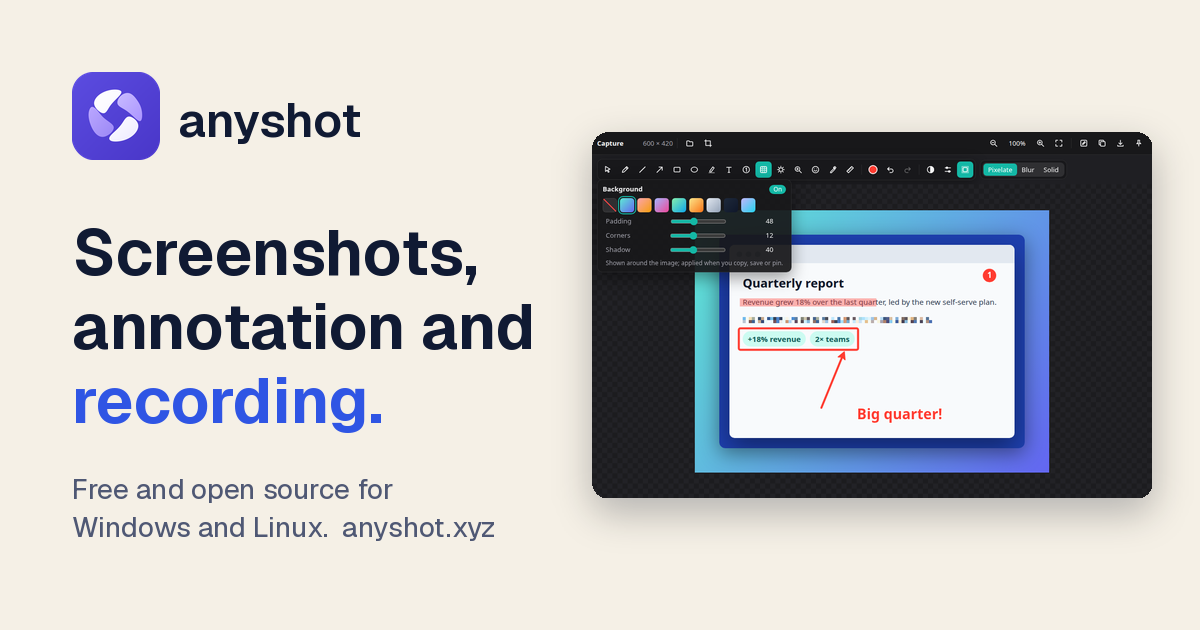 anyshot
Screenshots,
annotation and
recording.
Free and open source for
Windows and Linux. anyshot.xyz
Capture 600 × 420 100%
T 1 Pixelate Blur Solid
Background On
Padding 48
Corners 12
Shadow 40
Shown around the image; applied when you copy, save or pin.
1
Quarterly report
Revenue grew 18% over the last quarter, led by the new self-serve plan.
+18% revenue 2× teams
Big quarter!